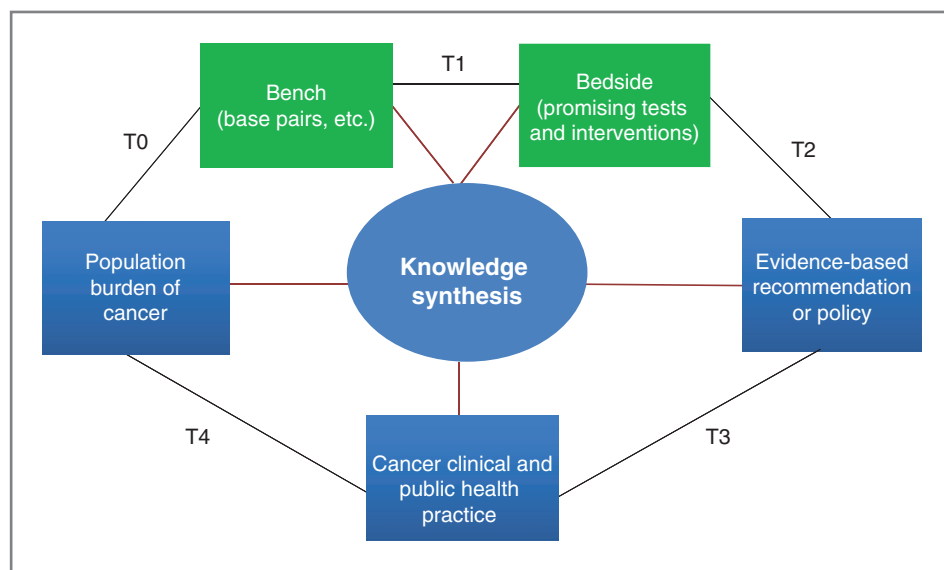 T1
Bench
(base pairs, etc.)
Bedside
(promising tests
and interventions)
T0
T2
Population
burden of
cancer
Knowledge
synthesis
Evidence-based
recommendation
or policy
T4
T3
Cancer clinical and
public health
practice